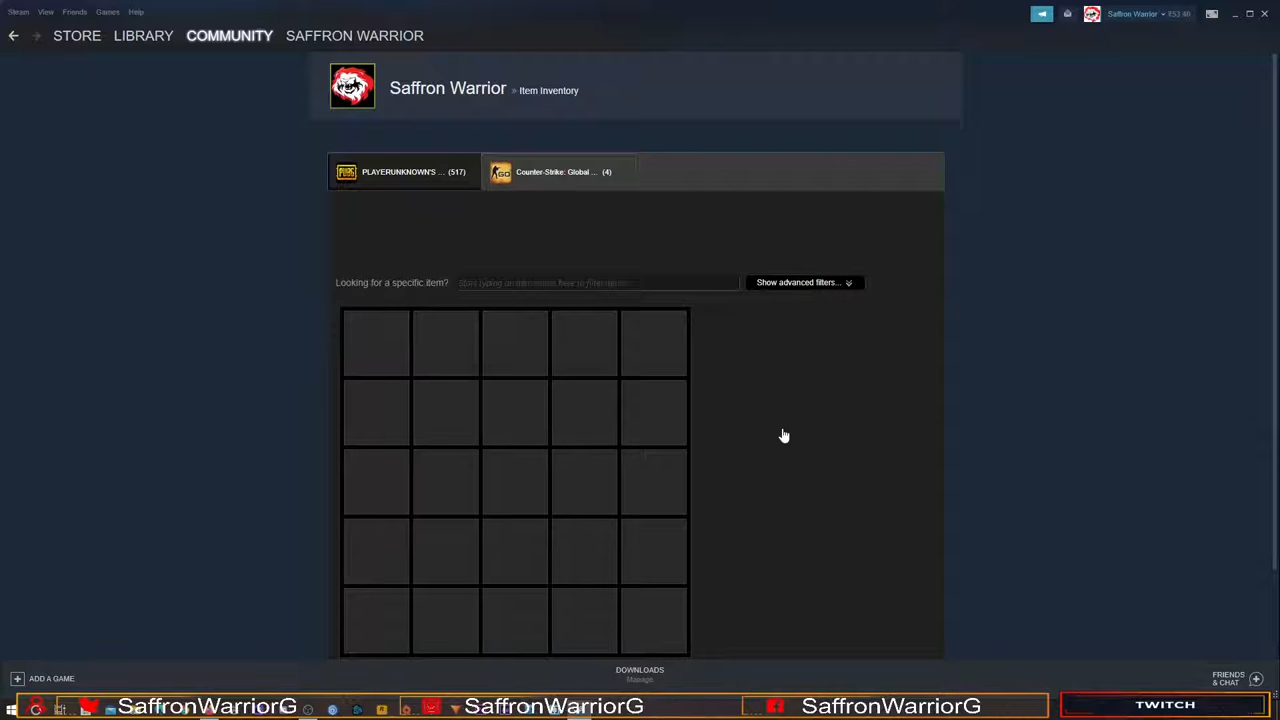 Steam View Friends Games Help
Saffron Warrior
STORE LIBRARY COMMUNITY SAFFRON WARRIOR
Saffron Warrior » Item Inventory
PLAYERUNKNOWN'S ... (517)
Counter-Strike: Global ... (4)
Looking for a specific item?
Show advanced filters...
ADD A GAME
DOWNLOADS
Manage
FRIENDS
& CHAT
SaffronWarriorG SaffronWarriorG SaffronWarriorG TWITCH